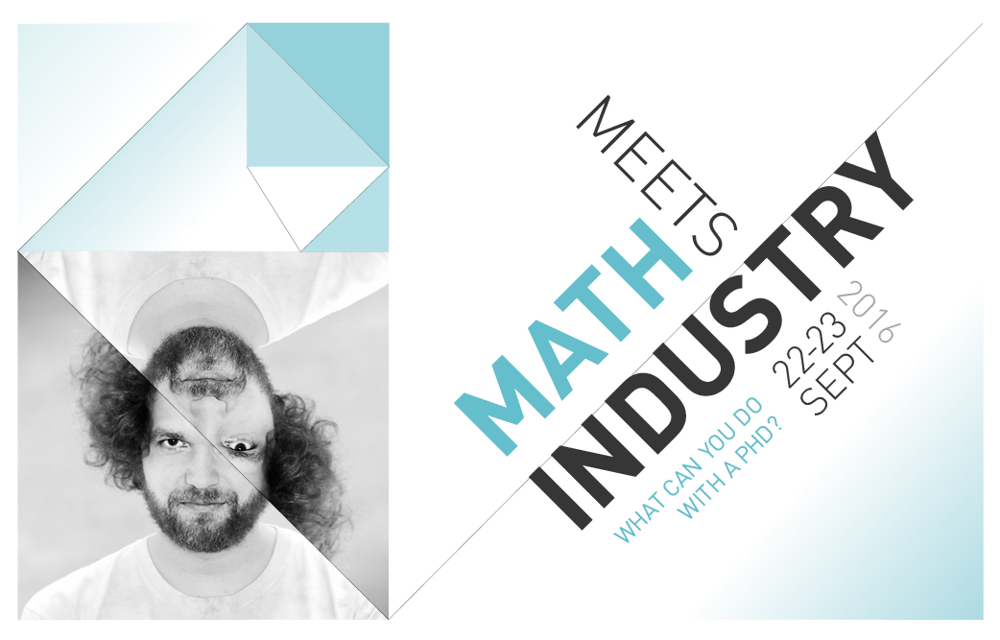 MATH
MEETS
INDUSTRY
22-23
SEPT
2016
WHAT CAN YOU DO
WITH A PHD?